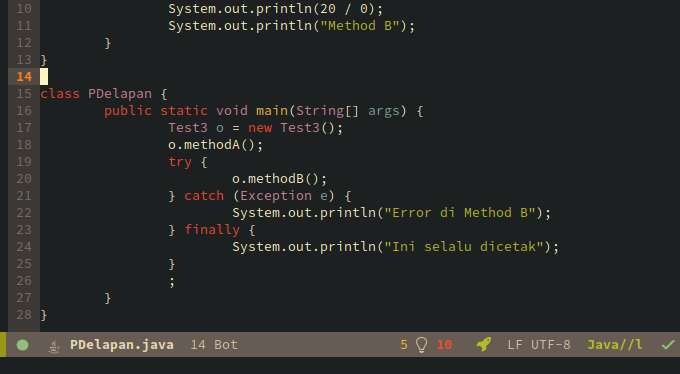 10 System.out.println(20 / 0);
11 System.out.println("Method B");
12 }
13 }
14
15 class PDelapan {
16 public static void main(String[] args) {
17 Test3 o = new Test3();
18 o.methodA();
19 try {
20 o.methodB();
21 } catch (Exception e) {
22 System.out.println("Error di Method B");
23 } finally {
24 System.out.println("Ini selalu dicetak");
25 }
26 ;
27 }
28 }
PDelapan.java 14 Bot 5 10 LF UTF-8 Java//l